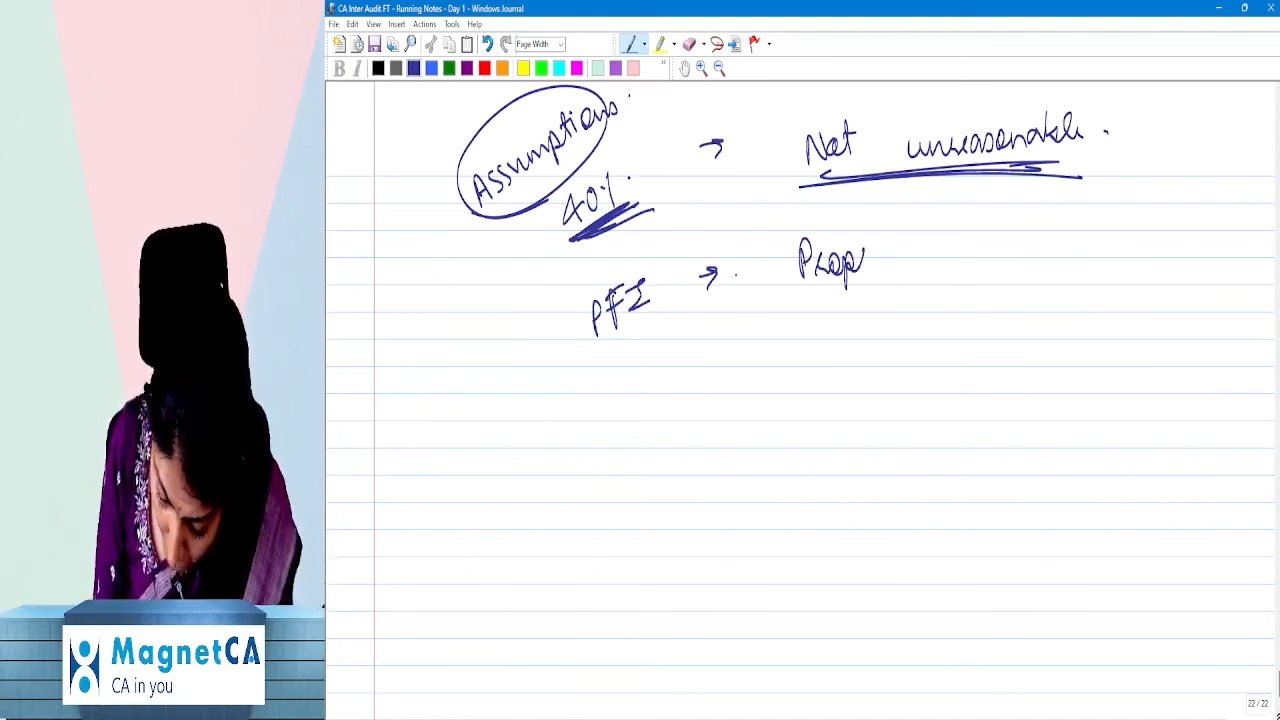 CA Inter Audit FT - Running Notes - Day 1 - Windows Journal
File Edit View Insert Actions Tools Help
Page Width
B I
Assumptions. → Not unreasonable.
40%.
PFI → Prop
MagnetCA
CA in you
22 / 22